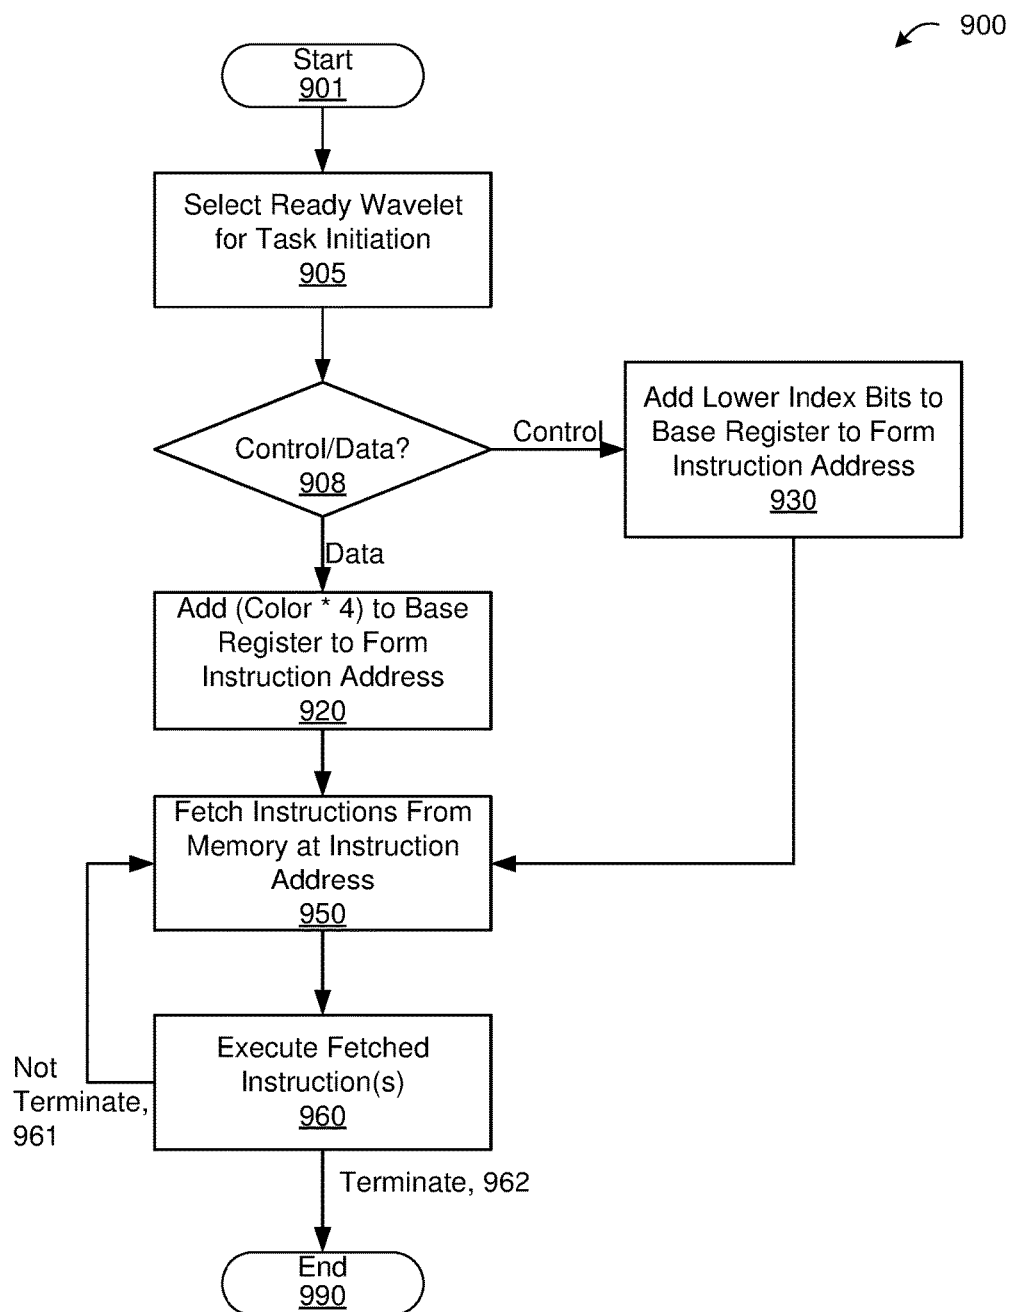 900
Start
901
Select Ready Wavelet
for Task Initiation
905
Control/Data?
908
Control
Add Lower Index Bits to
Base Register to Form
Instruction Address
930
Data
Add (Color * 4) to Base
Register to Form
Instruction Address
920
Fetch Instructions From
Memory at Instruction
Address
950
Execute Fetched
Instruction(s)
960
Not
Terminate,
961
Terminate, 962
End
990